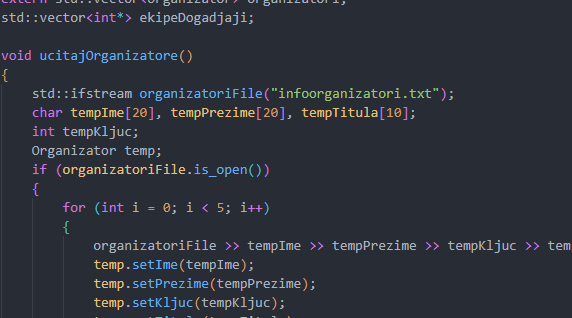 extern std::vector<Organizator> organizatori;
std::vector<int*> ekipeDogadjaji;
void ucitajOrganizatore()
{
std::ifstream organizatoriFile("infoorganizatori.txt");
char tempIme[20], tempPrezime[20], tempTitula[10];
int tempKljuc;
Organizator temp;
if (organizatoriFile.is_open())
{
for (int i = 0; i < 5; i++)
{
organizatoriFile >> tempIme >> tempPrezime >> tempKljuc >> tem
temp.setIme(tempIme);
temp.setPrezime(tempPrezime);
temp.setKljuc(tempKljuc);